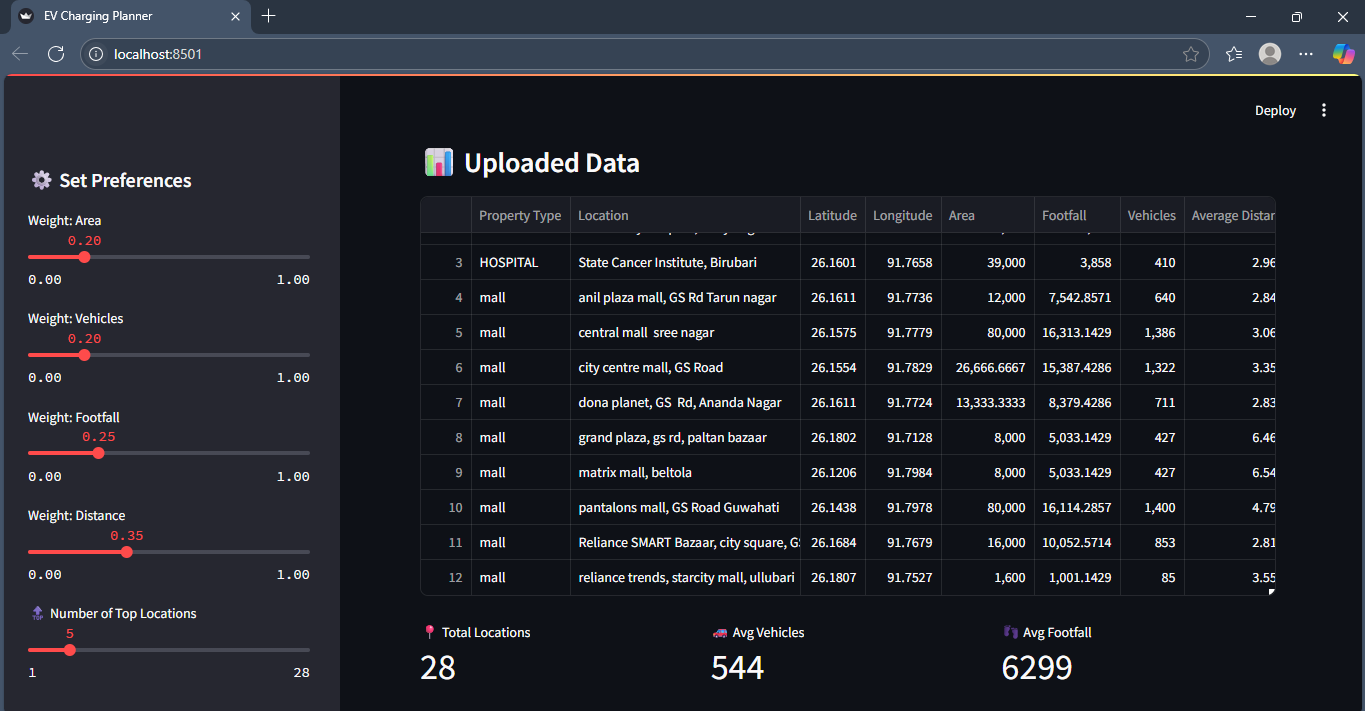 EV Charging Planner
localhost:8501
Deploy
Set Preferences
Weight: Area
0.20
0.00 1.00
Weight: Vehicles
0.20
0.00 1.00
Weight: Footfall
0.25
0.00 1.00
Weight: Distance
0.35
0.00 1.00
TOP Number of Top Locations
5
1 28
Uploaded Data
Property Type Location Latitude Longitude Area Footfall Vehicles Average Distan
3 HOSPITAL State Cancer Institute, Birubari 26.1601 91.7658 39,000 3,858 410 2.96
4 mall anil plaza mall, GS Rd Tarun nagar 26.1611 91.7736 12,000 7,542.8571 640 2.84
5 mall central mall sree nagar 26.1575 91.7779 80,000 16,313.1429 1,386 3.06
6 mall city centre mall, GS Road 26.1554 91.7829 26,666.6667 15,387.4286 1,322 3.35
7 mall dona planet, GS Rd, Ananda Nagar 26.1611 91.7724 13,333.3333 8,379.4286 711 2.83
8 mall grand plaza, gs rd, paltan bazaar 26.1802 91.7128 8,000 5,033.1429 427 6.46
9 mall matrix mall, beltola 26.1206 91.7984 8,000 5,033.1429 427 6.54
10 mall pantalons mall, GS Road Guwahati 26.1438 91.7978 80,000 16,114.2857 1,400 4.79
11 mall Reliance SMART Bazaar, city square, GS 26.1684 91.7679 16,000 10,052.5714 853 2.81
12 mall reliance trends, starcity mall, ullubari 26.1807 91.7527 1,600 1,001.1429 85 3.55
Total Locations Avg Vehicles Avg Footfall
28 544 6299